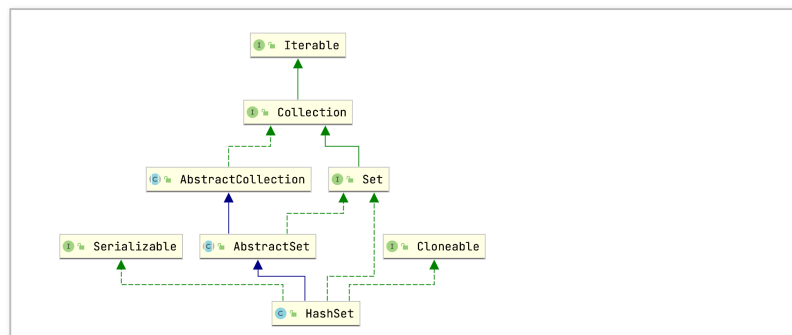 I Iterable
I Collection
C AbstractCollection
I Set
I Serializable
C AbstractSet
I Cloneable
C HashSet